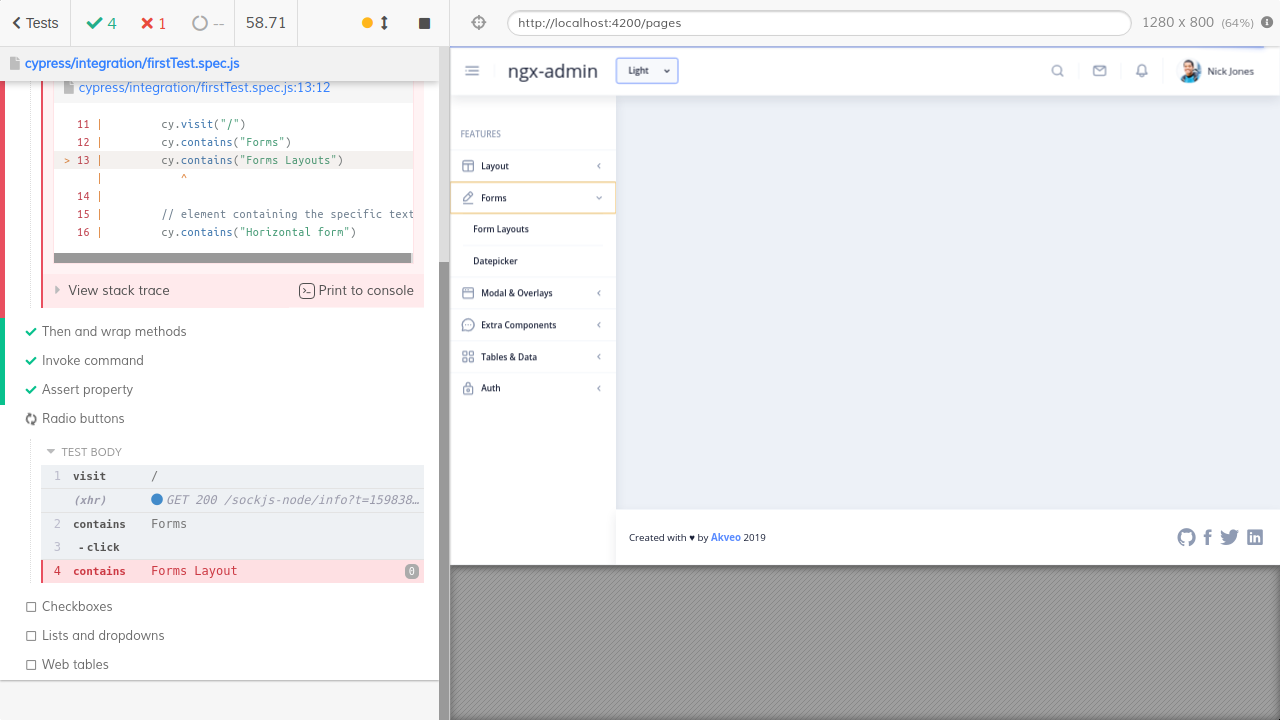 Tests
4
1
--
58.71
http://localhost:4200/pages
1280 x 800 (64%)
cypress/integration/firstTest.spec.js
cypress/integration/firstTest.spec.js:13:12
11 | cy.visit("/")
12 | cy.contains("Forms")
> 13 | cy.contains("Forms Layouts")
| ^
14 |
15 | // element containing the specific text
16 | cy.contains("Horizontal form")
View stack trace
Print to console
Then and wrap methods
Invoke command
Assert property
Radio buttons
TEST BODY
1 visit /
(xhr) GET 200 /sockjs-node/info?t=159838…
2 contains Forms
3 -click
4 contains Forms Layout 0
Checkboxes
Lists and dropdowns
Web tables
ngx-admin
Light
Nick Jones
FEATURES
Layout
Forms
Form Layouts
Datepicker
Modal & Overlays
Extra Components
Tables & Data
Auth
Created with ♥ by Akveo 2019